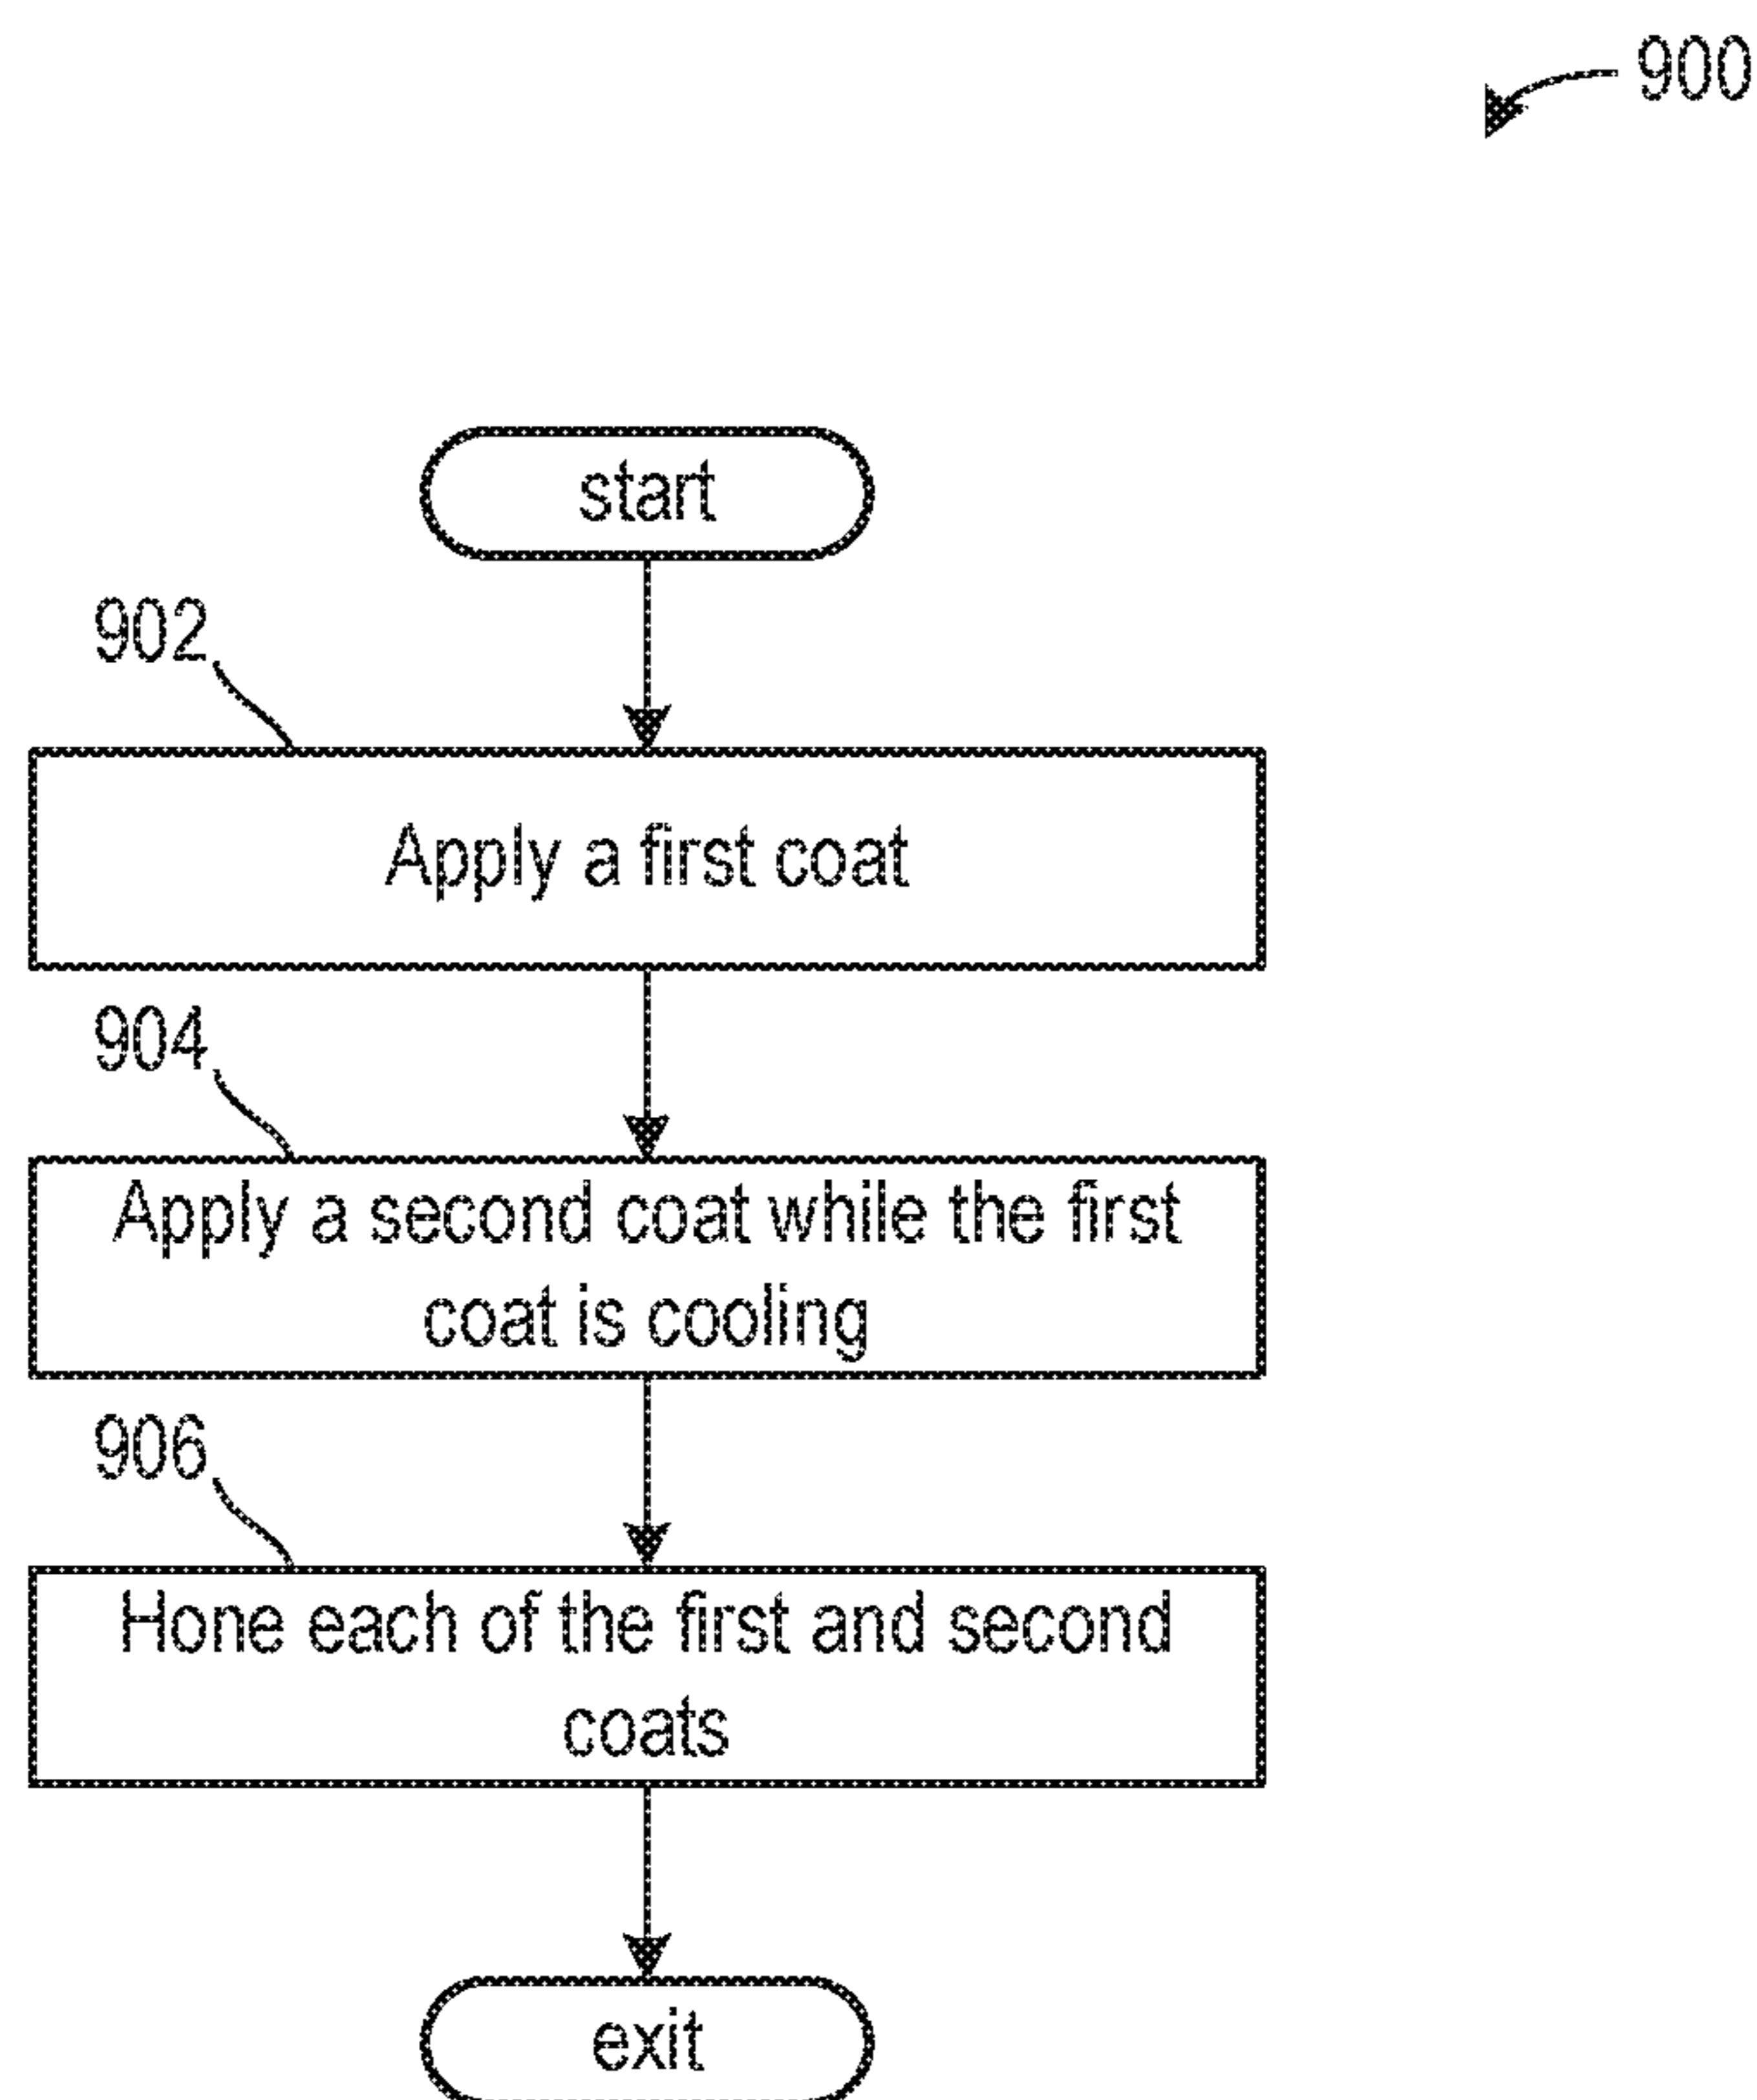 900
start
902
Apply a first coat
904
Apply a second coat while the first
coat is cooling
906
Hone each of the first and second
coats
exit